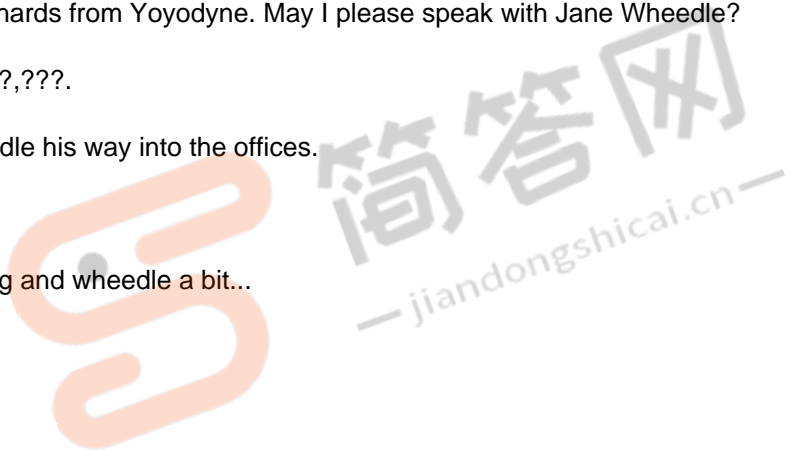 hards from Yoyodyne. May I please speak with Jane Wheedle?
?,???.
dle his way into the offices.
简答网
jiandongshicai.cn
g and wheedle a bit...